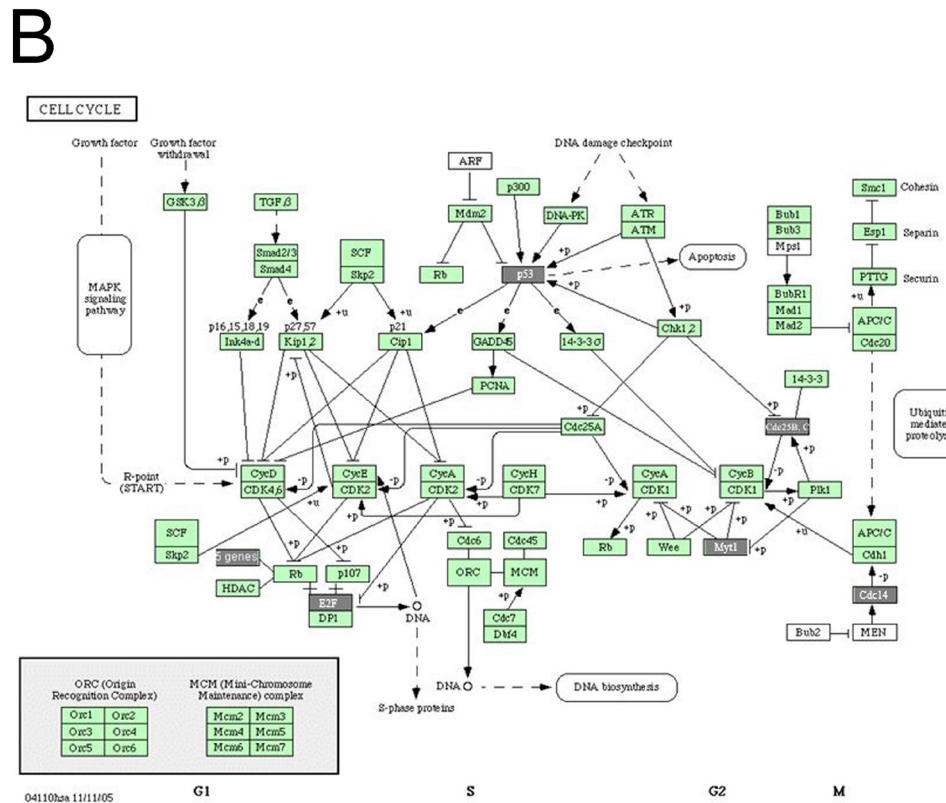 B
CELL CYCLE
Growth factor
Growth factor
withdrawal
DNA damage checkpoint
ARF
GSK3β
TGFβ
Mdm2
p300
DNA-PK
ATR
ATM
Bub1
Bub3
Mps1
Smc1
Cohesin
Esp1
Separin
MAPK
signaling
pathway
Smad2/3
Smad4
SCF
Skp2
Rb
p53
+p
Apoptosis
+p
PTTG
Securin
BubR1
Mad1
Mad2
+u
APC/C
Cdc20
e
e
+u
+u
e
e
e
+p
p16,15,18,19
Ink4a-d
p27,57
Kip1,2
p21
Cip1
GADD45
14-3-3σ
Chk1,2
+p
PCNA
14-3-3
+p
+p
Cdc25A
Cdc25B, C
mediate
proteoly
+p
R-point
(START)
CycD
CDK4,6
-p
CycE
CDK2
-p
CycA
CDK2
-p
+p
CycH
CDK7
-p
+p
CycA
CDK1
CycB
CDK1
-p
+p
+p
Plk1
SCF
Skp2
+p
+p
+p
+p
+p
+p
+p
+p
+u
APC/C
Cdh1
5 genes
HDAC
Rb
p107
Cdc6
Cdc45
ORC
MCM
+p
+p
Rb
Wee
Myt1
-p
Cdc14
E2F
DP1
DNA
Cdc7
Dbf4
Bub2
MEN
ORC (Origin
Recognition Complex)
MCM (Mini-Chromosome
Maintenance) complex
Orc1 Orc2
Orc3 Orc4
Orc5 Orc6
Mcm2 Mcm3
Mcm4 Mcm5
Mcm6 Mcm7
S-phase proteins
DNA
DNA biosynthesis
04110hsa 11/11/05
G1
S
G2
M